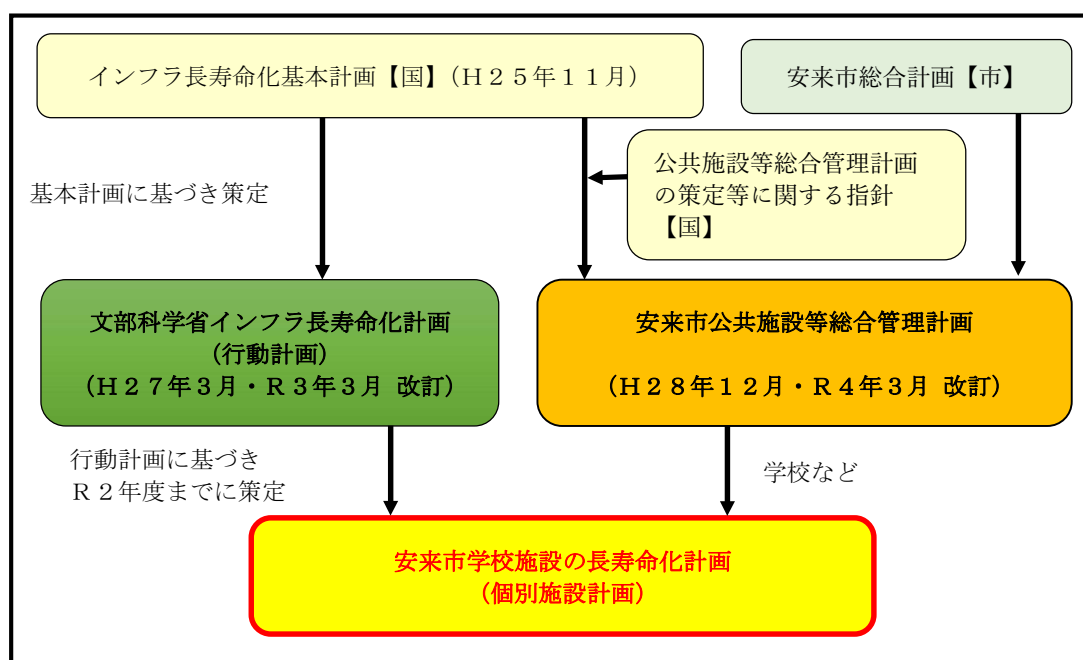 インフラ長寿命化基本計画【国】（Ｈ２５年１１月）
安来市総合計画【市】
公共施設等総合管理計画
の策定等に関する指針
【国】
基本計画に基づき策定
文部科学省インフラ長寿命化計画
（行動計画）
（Ｈ２７年３月・Ｒ３年３月 改訂）
安来市公共施設等総合管理計画
（Ｈ２８年１２月・Ｒ４年３月 改訂）
行動計画に基づき
Ｒ２年度までに策定
学校など
安来市学校施設の長寿命化計画
（個別施設計画）